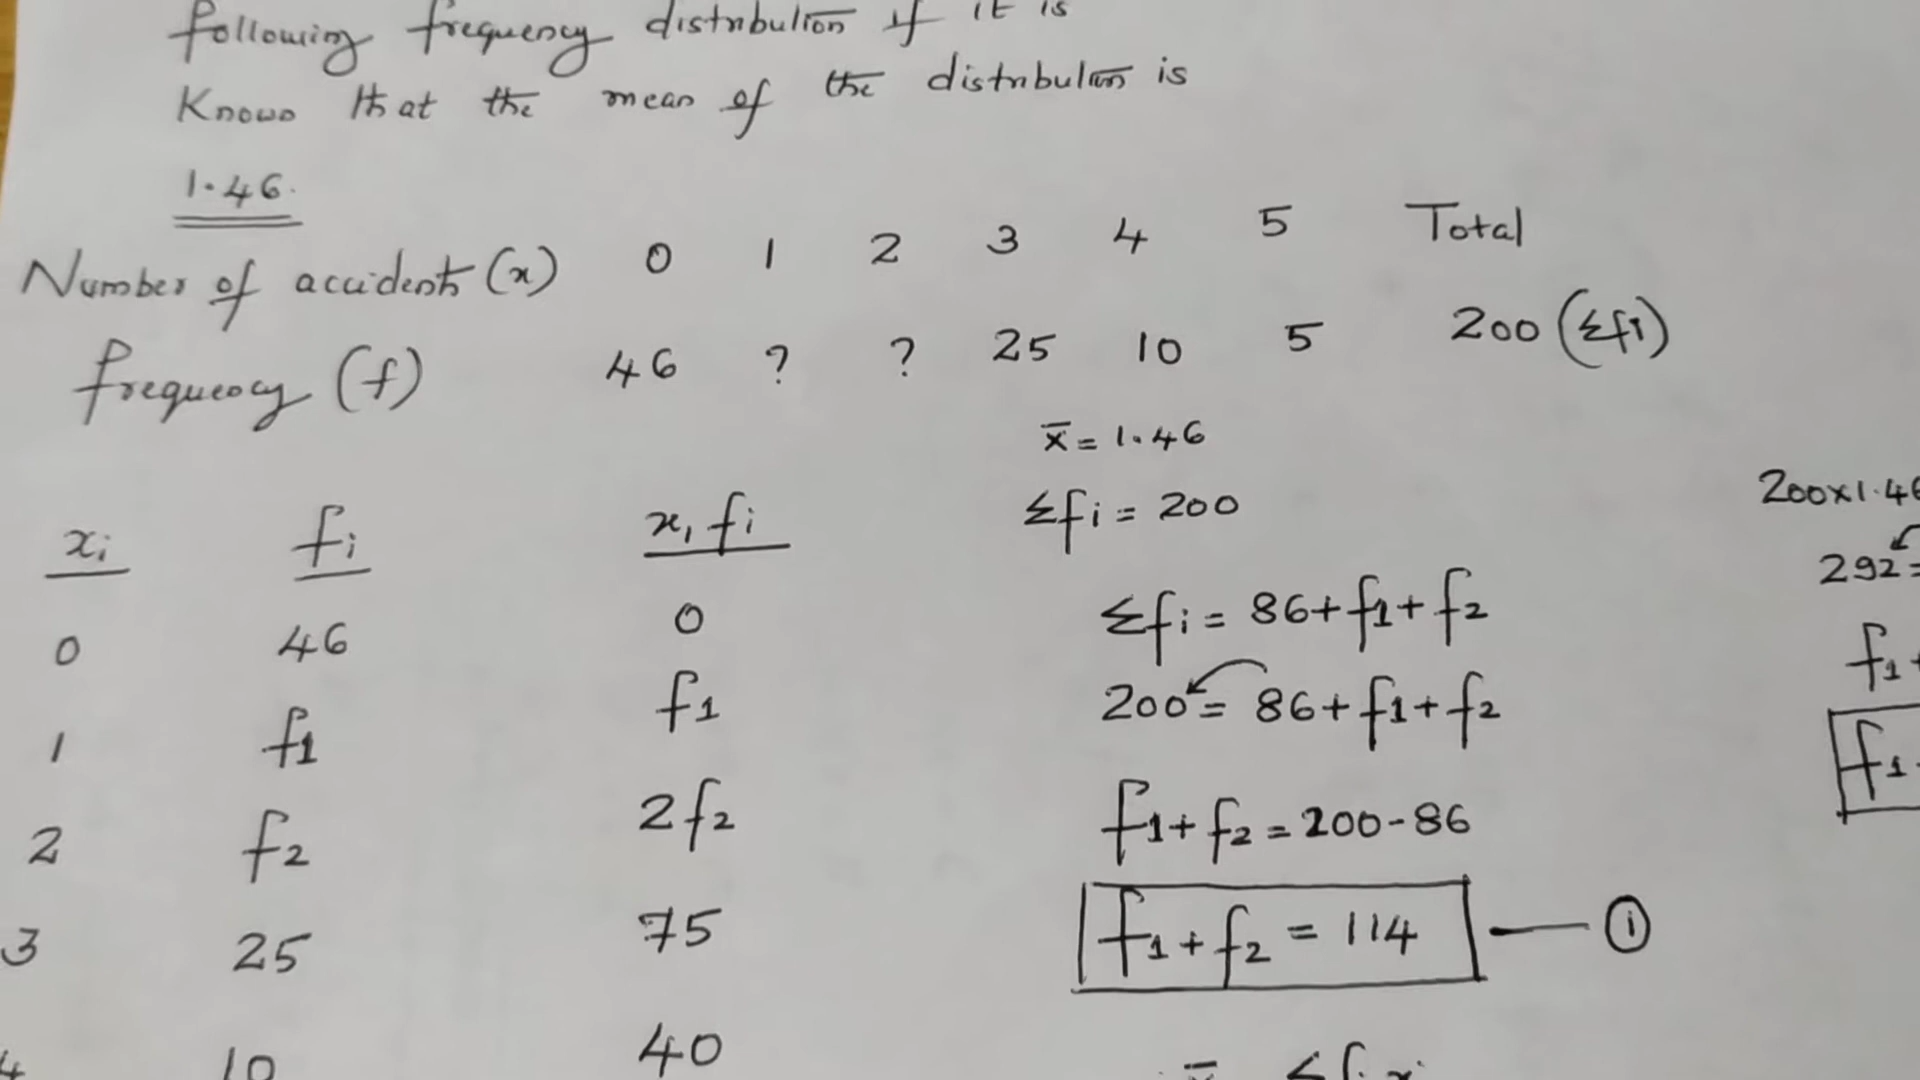 following frequency distribution if it is
Known that the mean of the distribution is
1.46.
Number of accidents (x) 0 1 2 3 4 5 Total
frequency (f) 46 ? ? 25 10 5 200 (Σfi)
x̄ = 1.46
Σfi = 200
xi fi xi fi
0 46 0
1 f1 f1
2 f2 2f2
3 25 75
4 10 40
Σfi = 86+f1+f2
200 = 86+f1+f2
f1+f2 = 200-86
f1+f2 = 114 — 1
200x1.46
292=
f1+
f1